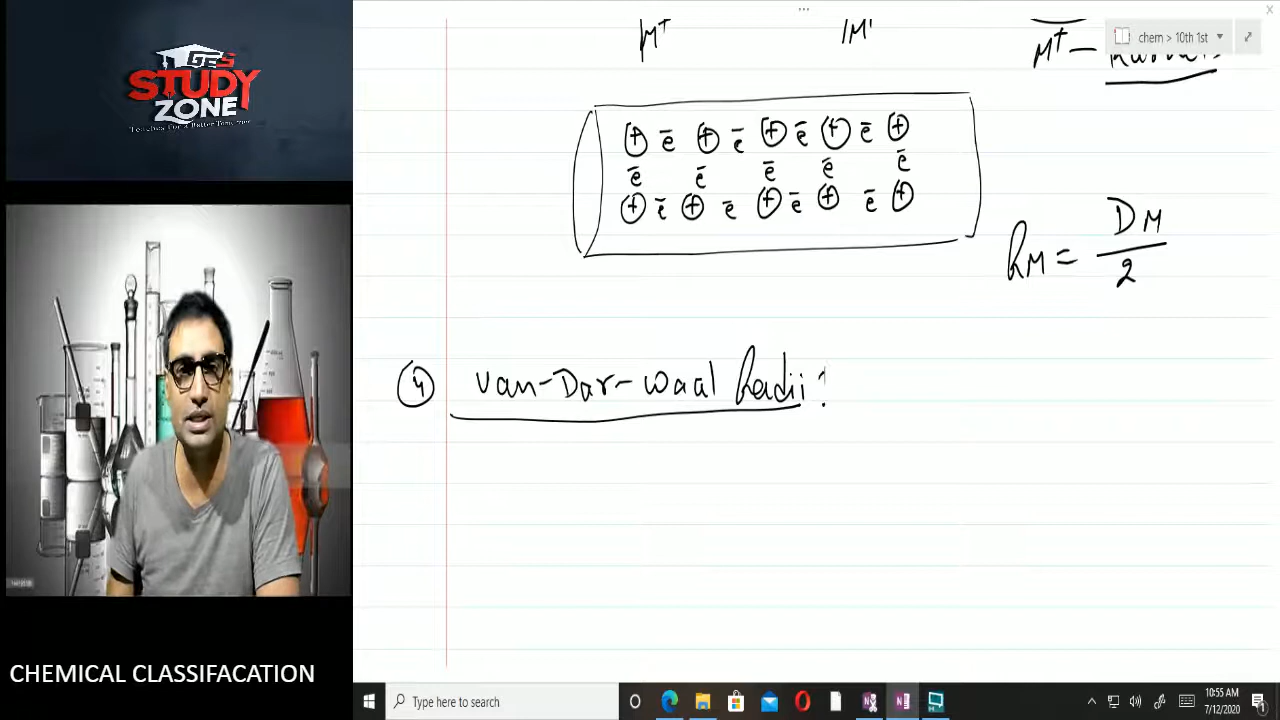 GES
STUDY
ZONE
CHEMICAL CLASSIFACATION
M+
M+
M+ —
chem > 10th 1st
+ ē + ē + ē + ē +
ē ē ē ē ē
+ ē + ē + ē + ē +
RM = DM
2
4 Van-Dar-Waal Radii :
Type here to search
10:55 AM
7/12/2020